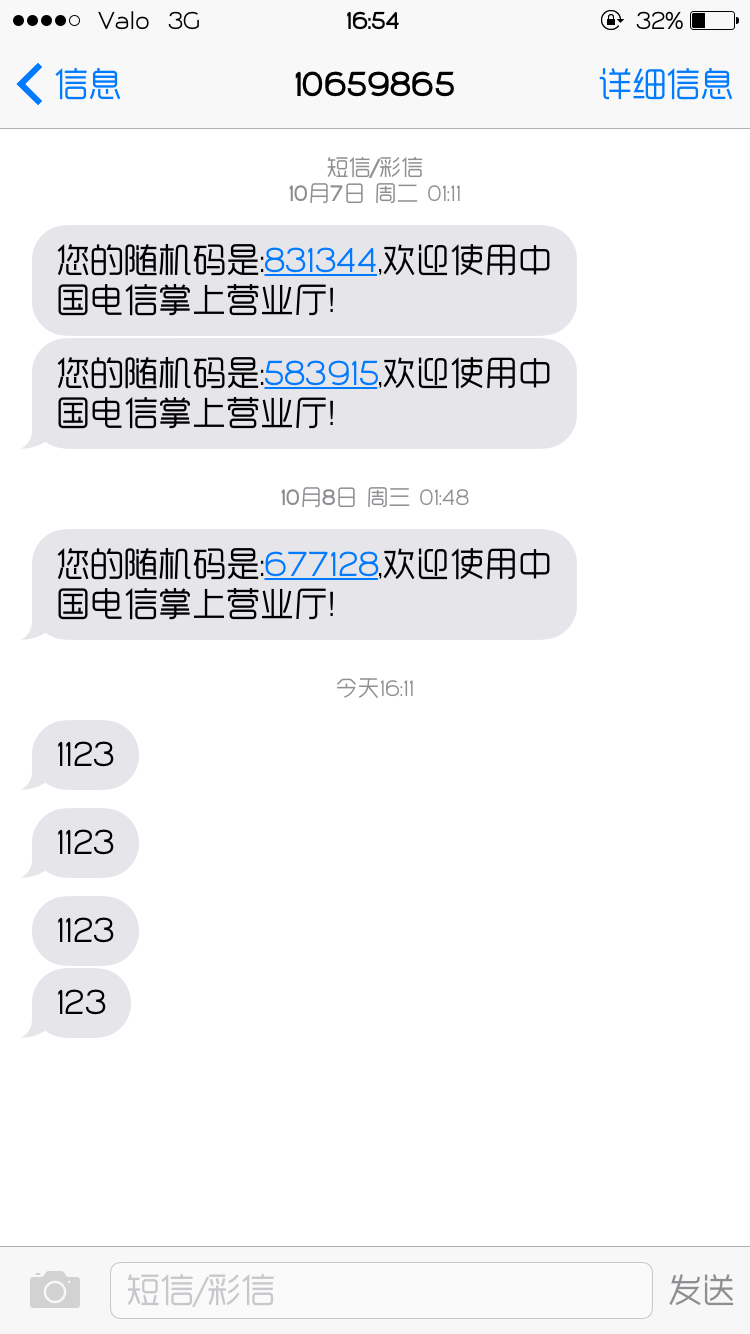 Valo 3G 16:54 32%
信息 10659865 详细信息
短信/彩信
10月7日 周二 01:11
您的随机码是:831344,欢迎使用中
国电信掌上营业厅!
您的随机码是:583915,欢迎使用中
国电信掌上营业厅!
10月8日 周三 01:48
您的随机码是:677128,欢迎使用中
国电信掌上营业厅!
今天16:11
1123
1123
1123
123
短信/彩信 发送